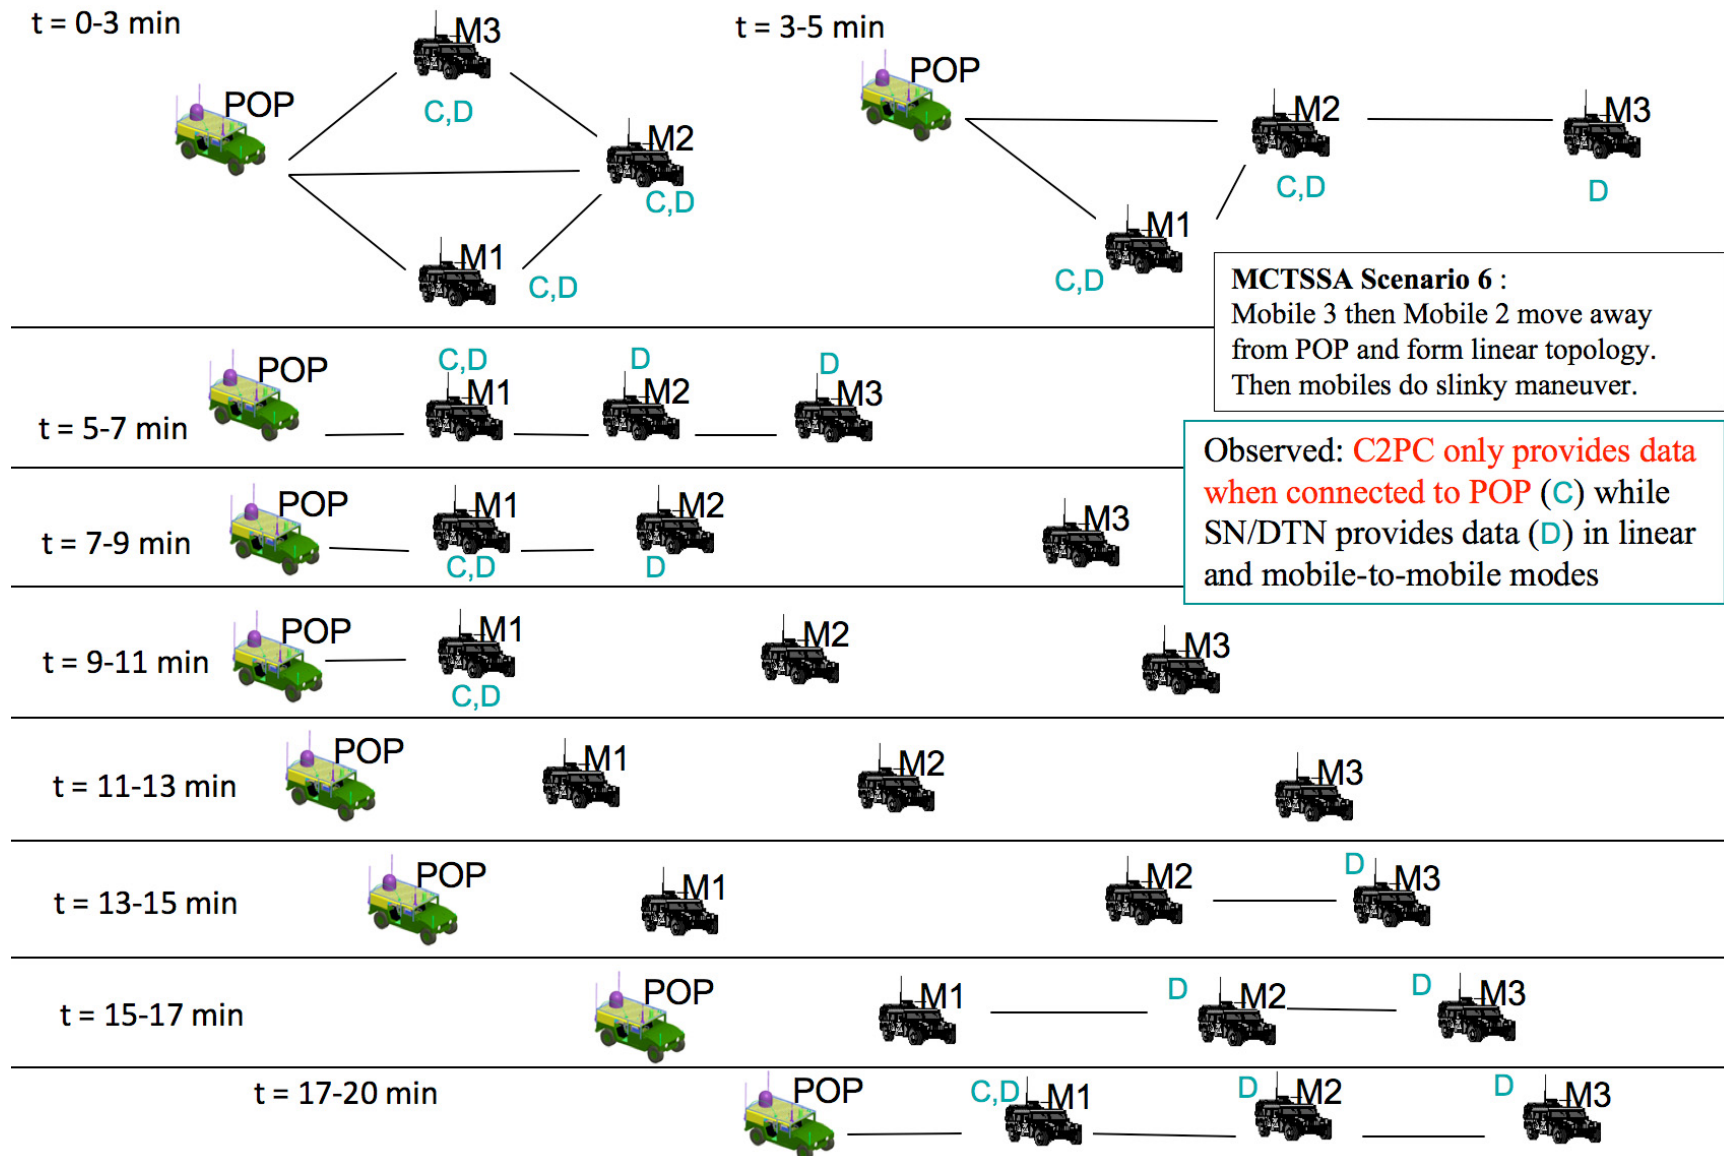 t = 0-3 min
M3
POP
C,D
M2
C,D
M1
C,D
t = 3-5 min
POP
M2
M3
C,D
D
M1
C,D
MCTSSA Scenario 6 :
Mobile 3 then Mobile 2 move away
from POP and form linear topology.
Then mobiles do slinky maneuver.
Observed: C2PC only provides data
when connected to POP (C) while
SN/DTN provides data (D) in linear
and mobile-to-mobile modes
t = 5-7 min
POP
C,D
M1
D
M2
D
M3
t = 7-9 min
POP
M1
C,D
M2
D
M3
t = 9-11 min
POP
M1
C,D
M2
M3
t = 11-13 min
POP
M1
M2
M3
t = 13-15 min
POP
M1
M2
D
M3
t = 15-17 min
POP
M1
D
M2
D
M3
t = 17-20 min
POP
C,D
M1
D
M2
D
M3